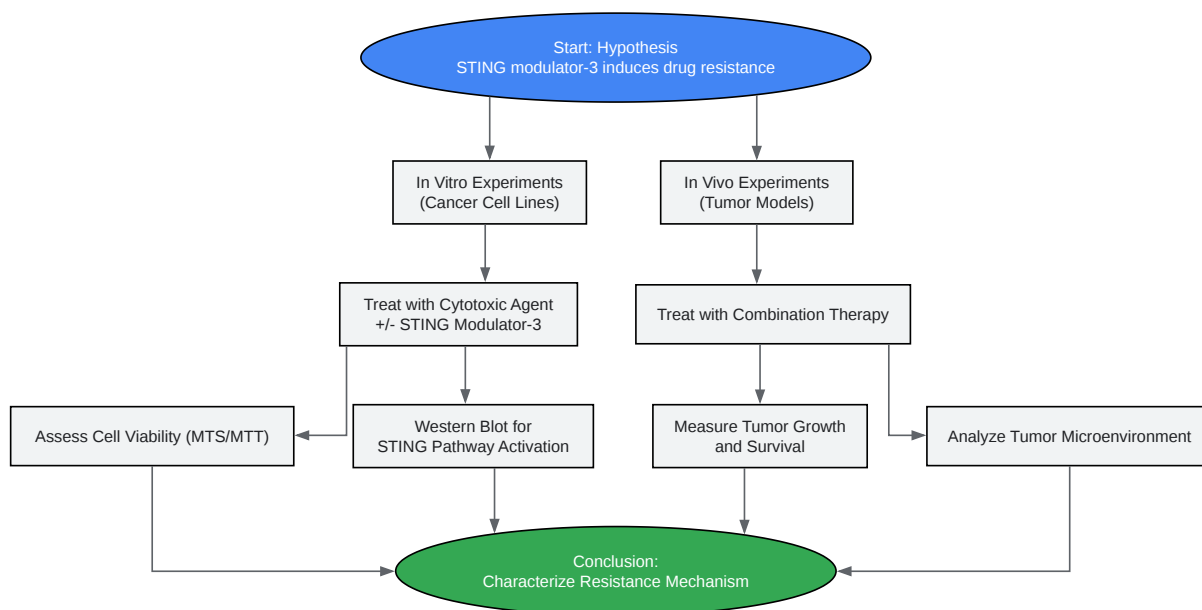 Start: Hypothesis
STING modulator-3 induces drug resistance
In Vitro Experiments
(Cancer Cell Lines)
In Vivo Experiments
(Tumor Models)
Treat with Cytotoxic Agent
+/- STING Modulator-3
Treat with Combination Therapy
Assess Cell Viability (MTS/MTT)
Western Blot for
STING Pathway Activation
Measure Tumor Growth
and Survival
Analyze Tumor Microenvironment
Conclusion:
Characterize Resistance Mechanism